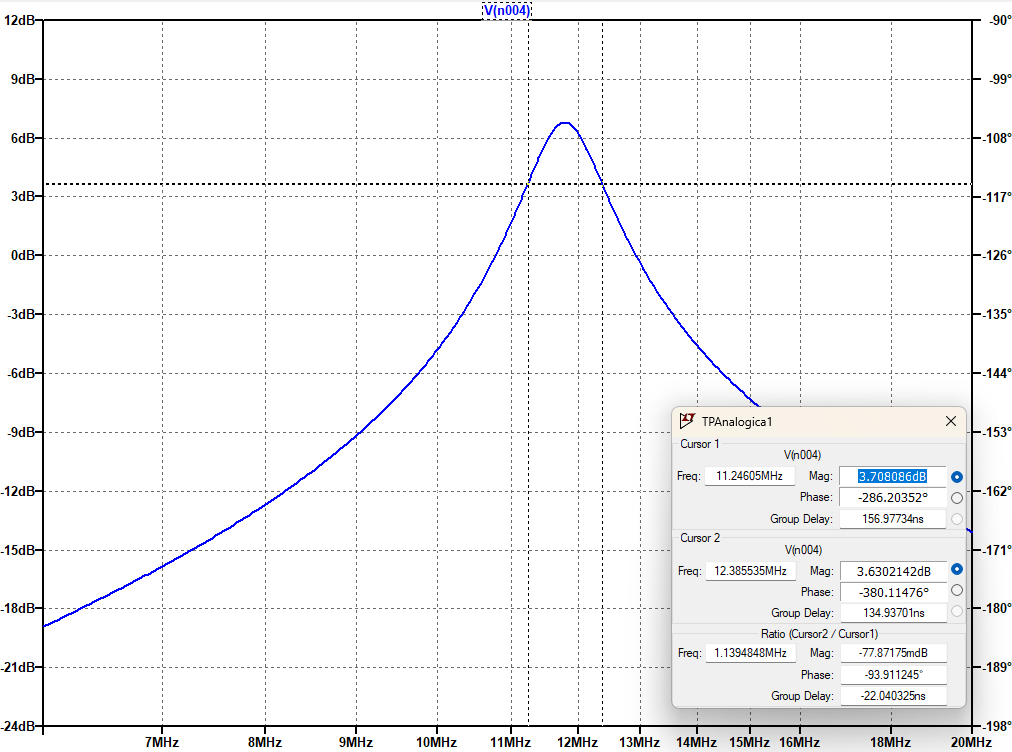 V(n004)
12dB
-90°
9dB
-99°
6dB
-108°
3dB
-117°
0dB
-126°
-3dB
-135°
-6dB
-144°
-9dB
-153°
-12dB
-162°
-15dB
-171°
-18dB
-180°
-21dB
-189°
-24dB
-198°
7MHz 8MHz 9MHz 10MHz 11MHz 12MHz 13MHz 14MHz 15MHz 16MHz 20MHz
LT TPAnalogica1
Cursor 1
V(n004)
Freq: 11.24605MHz Mag: 3.708086dB
Phase: -286.20352°
Group Delay: 156.97734ns
Cursor 2
V(n004)
Freq: 12.385535MHz Mag: 3.6302142dB
Phase: -380.11476°
Group Delay: 134.93701ns
Ratio (Cursor2 / Cursor1)
Freq: 1.1394848MHz Mag: -77.87175mdB
Phase: -93.911245°
Group Delay: -22.040325ns